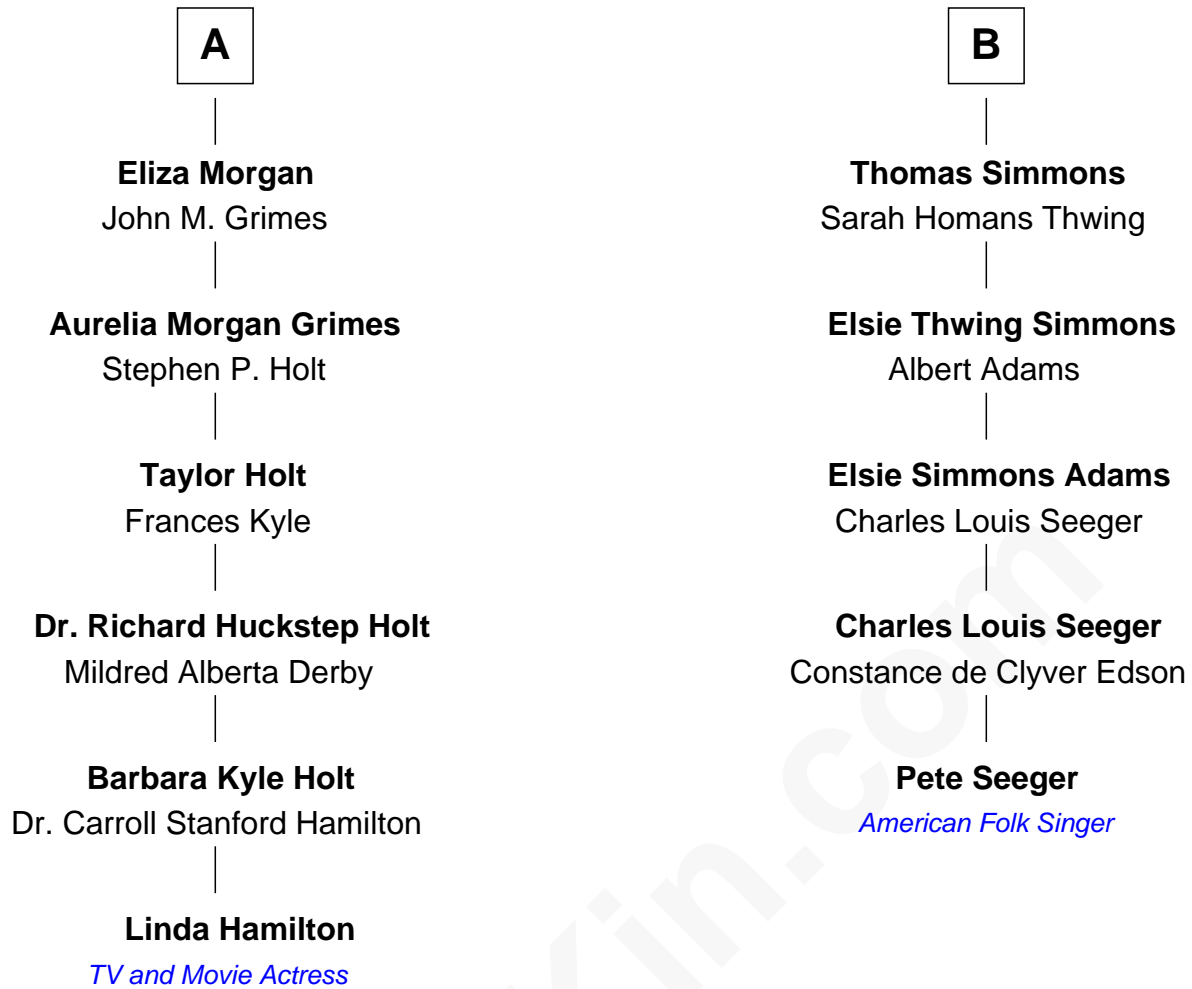 A
Eliza Morgan
John M. Grimes
Aurelia Morgan Grimes
Stephen P. Holt
Taylor Holt
Frances Kyle
Dr. Richard Huckstep Holt
Mildred Alberta Derby
Barbara Kyle Holt
Dr. Carroll Stanford Hamilton
Linda Hamilton
TV and Movie Actress
B
Thomas Simmons
Sarah Homans Thwing
Elsie Thwing Simmons
Albert Adams
Elsie Simmons Adams
Charles Louis Seeger
Charles Louis Seeger
Constance de Clyver Edson
Pete Seeger
American Folk Singer
Kin.com